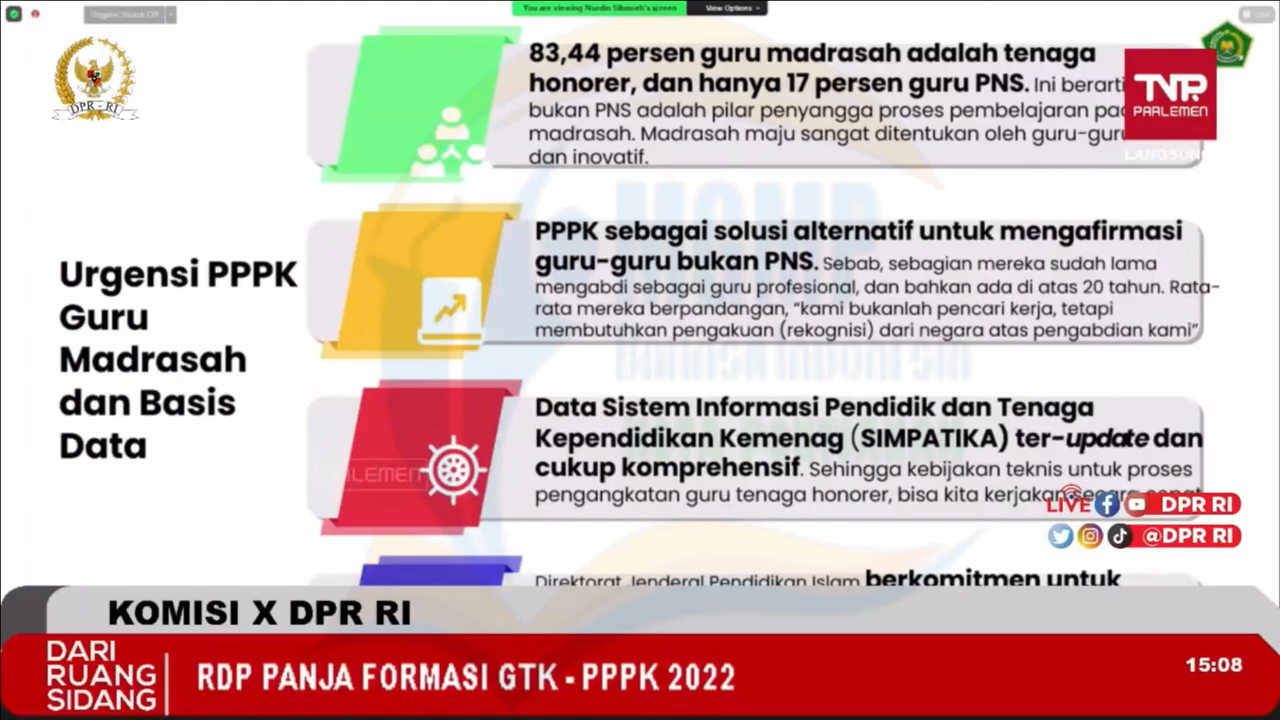 You are viewing Nurdin Sibaweh's screen
View Options
DPR - RI
TVR
PARLEMEN
LANGSUN
83,44 persen guru madrasah adalah tenaga
honorer, dan hanya 17 persen guru PNS. Ini berarti
bukan PNS adalah pilar penyangga proses pembelajaran
madrasah. Madrasah maju sangat ditentukan oleh
dan inovatif.
Urgensi PPPK
Guru
Madrasah
dan Basis
Data
PPPK sebagai solusi alternatif untuk mengafirmasi
guru-guru bukan PNS. Sebab, sebagian mereka sudah lama
mengabdi sebagai guru profesional, dan bahkan ada di atas 20 tahun. Rata-
rata mereka berpandangan, "kami bukanlah pencari kerja, tetapi
membutuhkan pengakuan (rekognisi) dari negara atas pengabdian kami"
Data Sistem Informasi Pendidik dan Tenaga
Kependidikan Kemenag (SIMPATIKA) ter-update dan
cukup komprehensif. Sehingga kebijakan teknis untuk proses
pengangkatan guru tenaga honorer, bisa kita kerjakan
LIVE DPR RI
@DPR RI
Direktorat Jenderal Pendidikan Islam berkomitmen untuk
KOMISI X DPR RI
DARI
RUANG
SIDANG
RDP PANJA FORMASI GTK - PPPK 2022
15:08